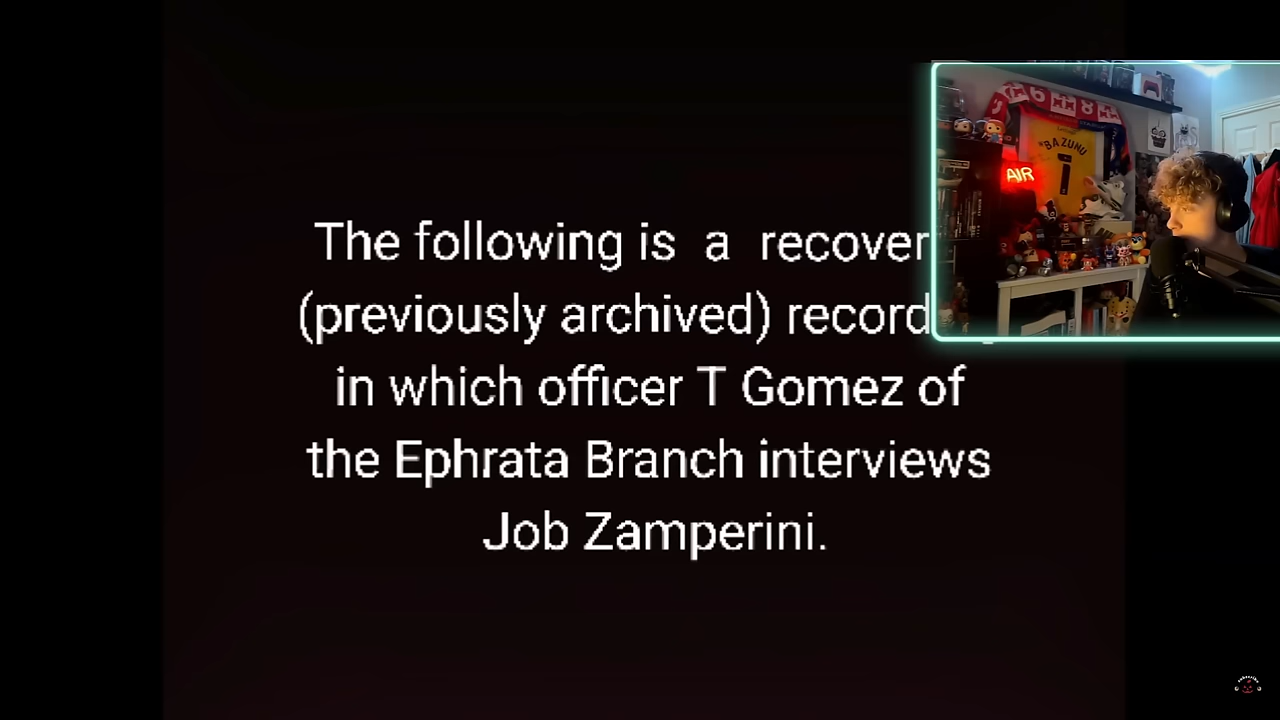 The following is a recover
(previously archived) record
in which officer T Gomez of
the Ephrata Branch interviews
Job Zamperini.
BAZUNU
1
AIR